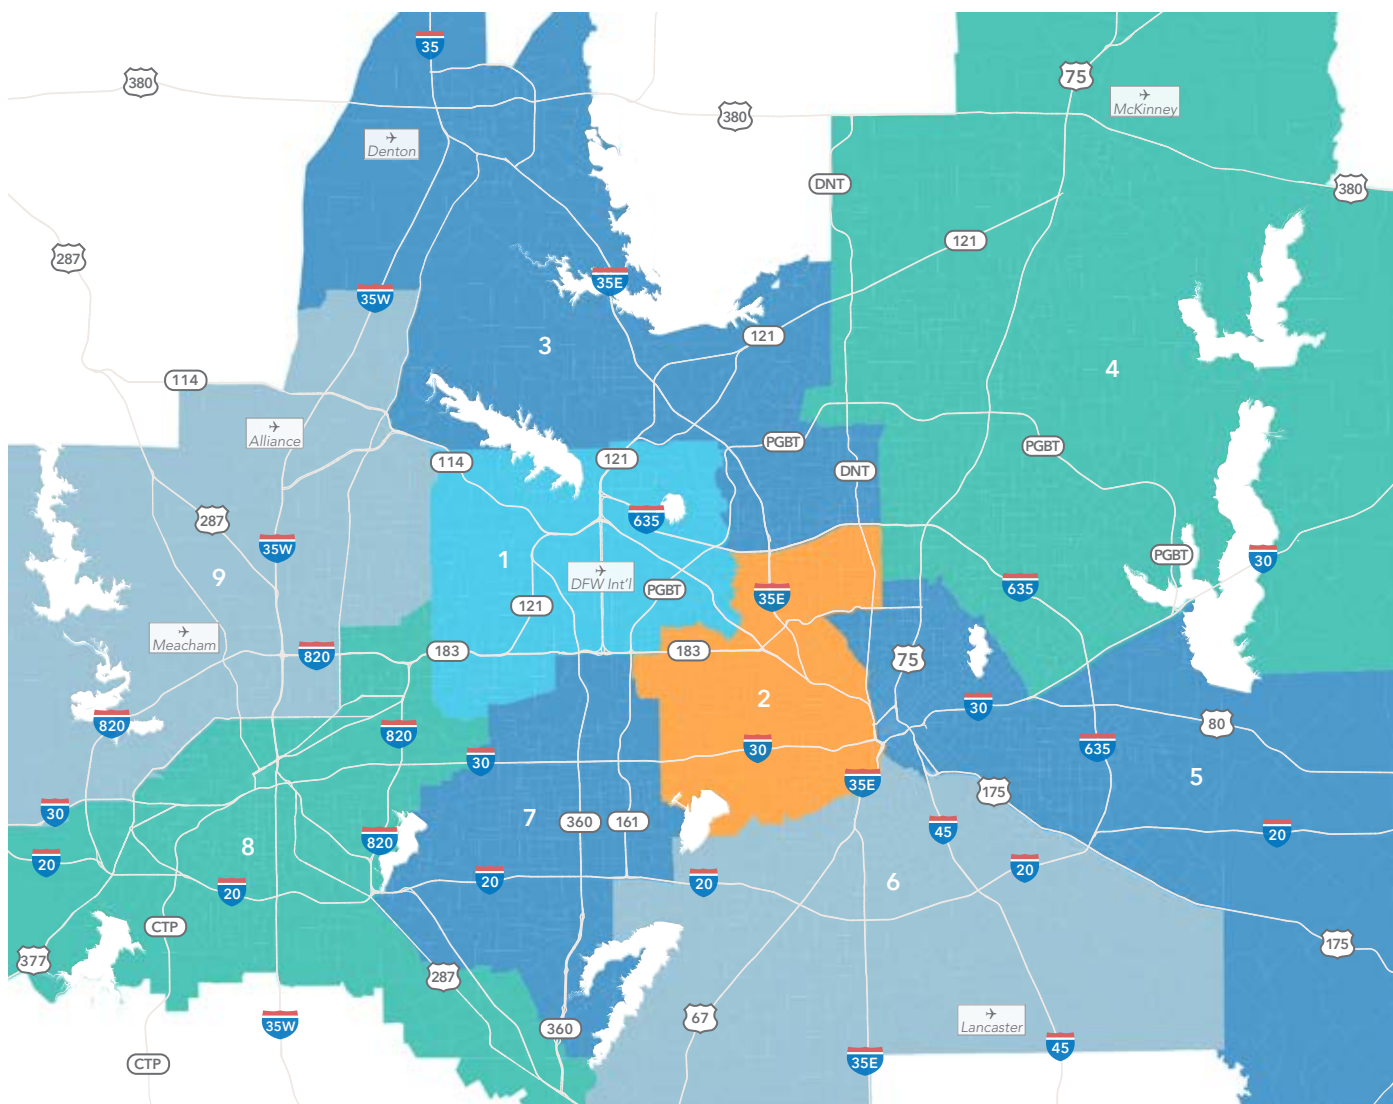 35
75
380
McKinney
380
Denton
DNT
380
121
287
35E
35W
121
3
4
114
Alliance
PGBT
PGBT
114
121
DNT
287
635
35W
1
PGBT
30
9
DFW Int'l
635
PGBT
35E
121
Meacham
183
183
820
75
2
30
820
80
820
30
635
30
5
35E
175
30
7
360
161
45
20
820
8
20
20
6
20
20
20
CTP
175
377
287
67
Lancaster
35W
360
45
35E
CTP